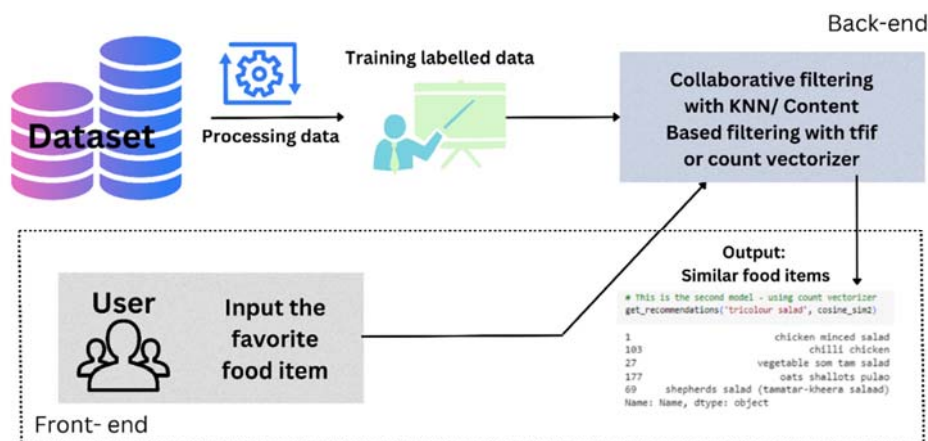 Back-end
Dataset
Processing data
Training labelled data
Collaborative filtering
with KNN/ Content
Based filtering with tfif
or count vectorizer
User
Input the
favorite
food item
Front- end
Output:
Similar food items
# This is the second model - using count vectorizer
get_recommendations('tricolour salad', cosine_sim2)
1 chicken minced salad
103 chilli chicken
27 vegetable som tam salad
177 oats shallots pulao
69 shepherds salad (tamatar-kheera salaad)
Name: Name, dtype: object